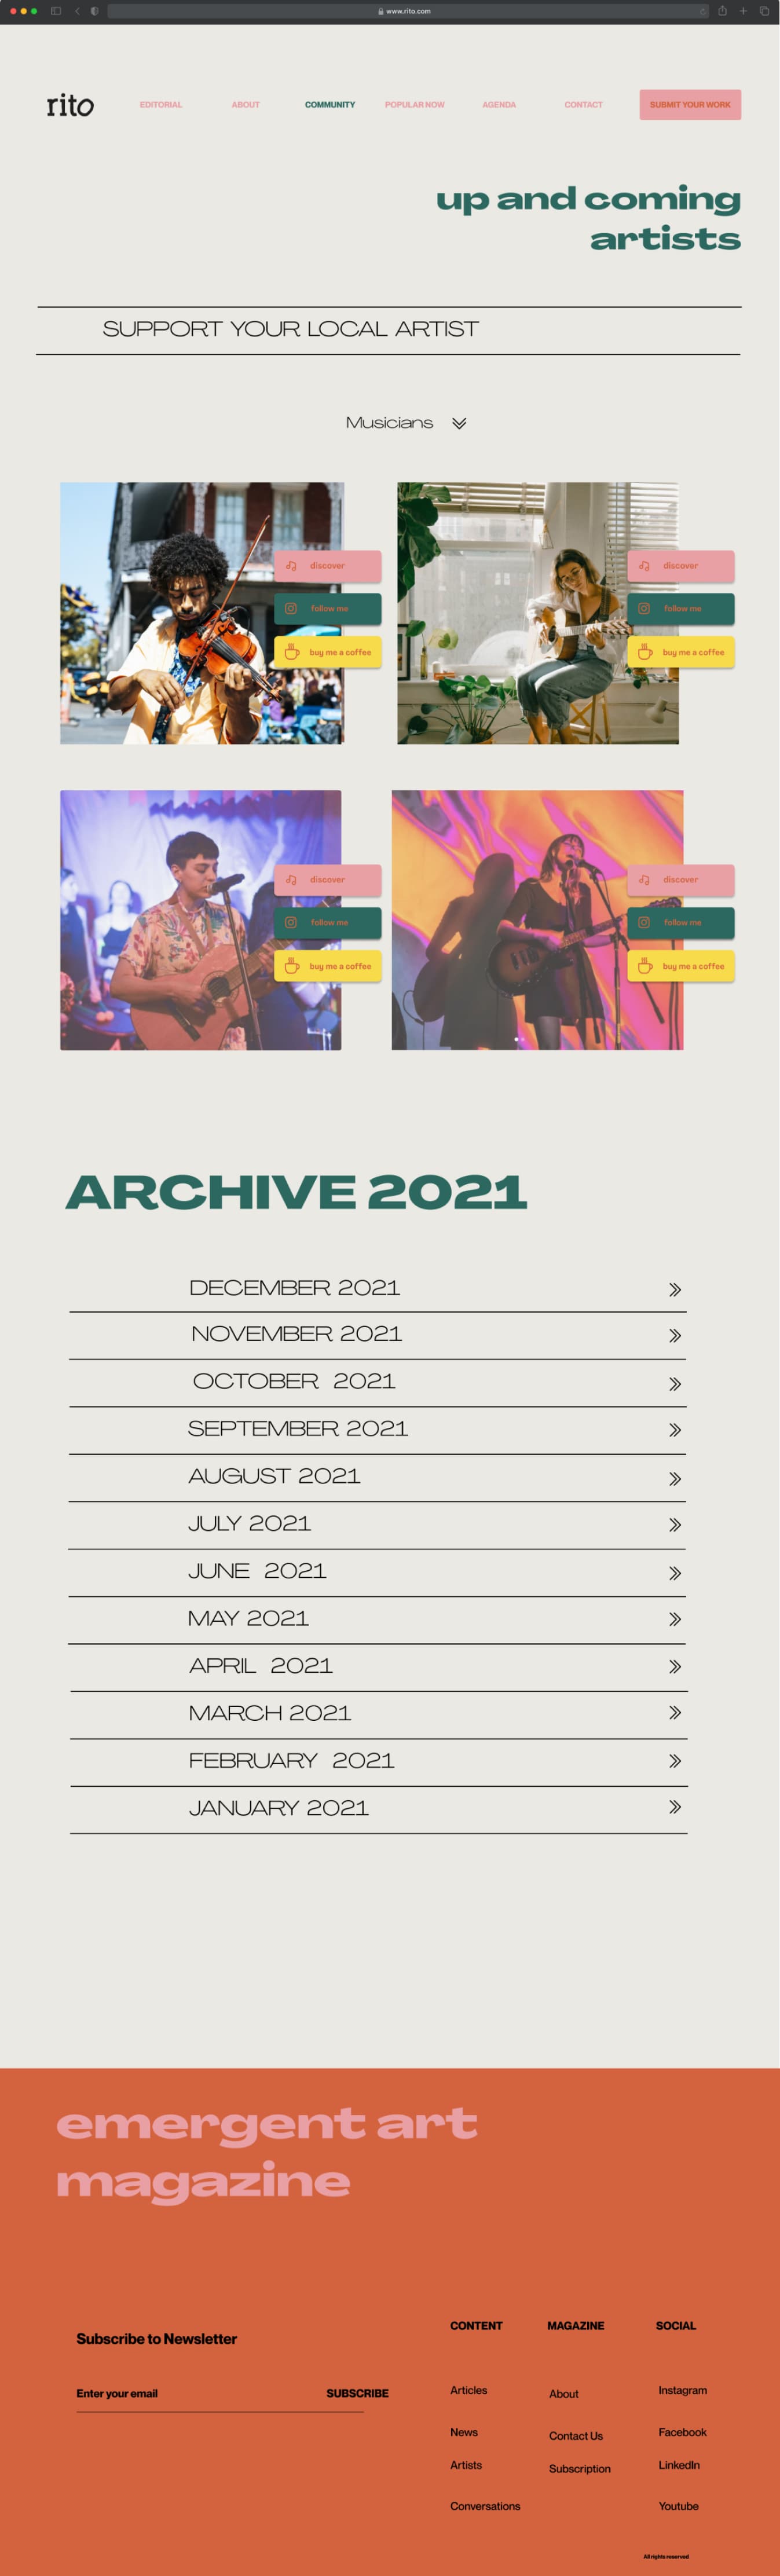 www.rito.com
rito
EDITORIAL
ABOUT
COMMUNITY
POPULAR NOW
AGENDA
CONTACT
SUBMIT YOUR WORK
up and coming
artists
SUPPORT YOUR LOCAL ARTIST
Musicians
discover
follow me
buy me a coffee
discover
follow me
buy me a coffee
discover
follow me
buy me a coffee
discover
follow me
buy me a coffee
ARCHIVE 2021
DECEMBER 2021
NOVEMBER 2021
OCTOBER 2021
SEPTEMBER 2021
AUGUST 2021
JULY 2021
JUNE 2021
MAY 2021
APRIL 2021
MARCH 2021
FEBRUARY 2021
JANUARY 2021
emergent art
magazine
Subscribe to Newsletter
Enter your email
SUBSCRIBE
CONTENT
Articles
News
Artists
Conversations
MAGAZINE
About
Contact Us
Subscription
SOCIAL
Instagram
Facebook
LinkedIn
Youtube
All rights reserved